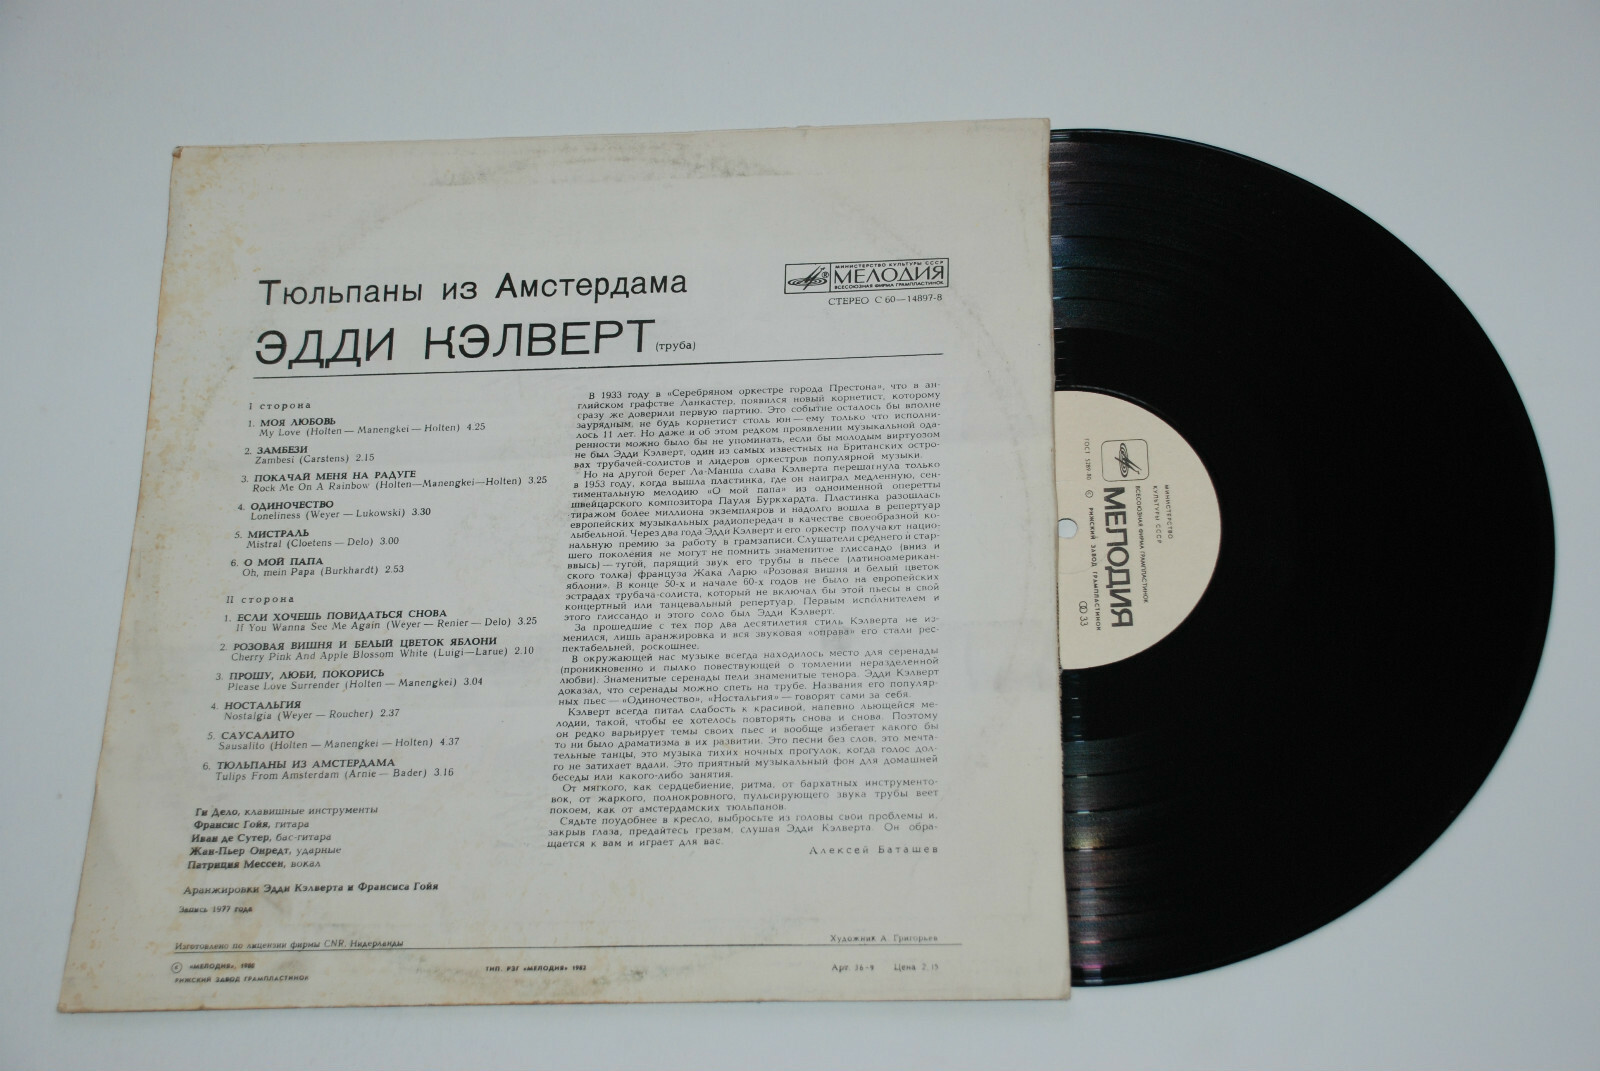 Тюльпаны из Амстердама
ЭДДИ КЭЛВЕРТ (труба)
МИНИСТЕРСТВО КУЛЬТУРЫ СССР
МЕЛОДИЯ
ВСЕСОЮЗНАЯ ФИРМА ГРАМПЛАСТИНОК
СТЕРЕО С 60—14897-8
I сторона
1. МОЯ ЛЮБОВЬ
My Love (Holten — Manengkei — Holten) 4.25
2. ЗАМБЕЗИ
Zambesi (Carstens) 2.15
3. ПОКАЧАЙ МЕНЯ НА РАДУГЕ
Rock Me On A Rainbow (Holten—Manengkei—Holten) 3.25
4. ОДИНОЧЕСТВО
Loneliness (Weyer — Lukowski) 3.30
5. МИСТРАЛЬ
Mistral (Cloetens — Delo) 3.00
6. О МОЙ ПАПА
Oh, mein Papa (Burkhardt) 2.53
II сторона
1. ЕСЛИ ХОЧЕШЬ ПОВИДАТЬСЯ СНОВА
If You Wanna See Me Again (Weyer — Renier — Delo) 3.25
2. РОЗОВАЯ ВИШНЯ И БЕЛЫЙ ЦВЕТОК ЯБЛОНИ
Cherry Pink And Apple Blossom White (Luigi—Larue) 2.10
3. ПРОШУ, ЛЮБИ, ПОКОРИСЬ
Please Love Surrender (Holten — Manengkei) 3.04
4. НОСТАЛЬГИЯ
Nostalgia (Weyer — Roucher) 2.37
5. САУСАЛИТО
Sausalito (Holten — Manengkei — Holten) 4.37
6. ТЮЛЬПАНЫ ИЗ АМСТЕРДАМА
Tulips From Amsterdam (Arnie — Bader) 3.16
Ги Дело, клавишные инструменты
Франсис Гойя, гитара
Иван де Сутер, бас-гитара
Жан-Пьер Онредт, ударные
Патриция Мессен, вокал
Аранжировки Эдди Кэлверта и Франсиса Гойя
Запись 1977 года
В 1933 году в «Серебряном оркестре города Престона», что в ан-
глийском графстве Ланкастер, появился новый корнетист, которому
сразу же доверили первую партию. Это событие осталось бы вполне
заурядным, не будь корнетист столь юн — ему только что исполни-
лось 11 лет. Но даже и об этом редком проявлении музыкальной ода-
ренности можно было бы не упоминать, если бы молодым виртуозом
не был Эдди Кэлверт, один из самых известных на Британских остро-
вах трубачей-солистов и лидеров оркестров популярной музыки.
Но на другой берег Ла-Манша слава Кэлверта перешагнула только
в 1953 году, когда вышла пластинка, где он наиграл медленную, сен-
тиментальную мелодию «О мой папа» из одноименной оперетты
швейцарского композитора Пауля Буркхардта. Пластинка разошлась
тиражом более миллиона экземпляров и надолго вошла в репертуар
европейских музыкальных радиопередач в качестве своеобразной ко-
лыбельной. Через два года Эдди Кэлверт и его оркестр получают нацио-
нальную премию за работу в грамзаписи. Слушатели среднего и стар-
шего поколения не могут не помнить знаменитое глиссандо (вниз и
ввысь) — тугой, парящий звук его трубы в пьесе (латиноамерикан-
ского толка) француза Жака Ларю «Розовая вишня и белый цветок
яблони». В конце 50-х и начале 60-х годов не было на европейских
эстрадах трубача-солиста, который не включал бы этой пьесы в свой
концертный или танцевальный репертуар. Первым исполнителем и
этого глиссандо и этого соло был Эдди Кэлверт.
За прошедшие с тех пор два десятилетия стиль Кэлверта не из-
менился, лишь аранжировка и вся звуковая «оправа» его стали рес-
пектабельней, роскошнее.
В окружающей нас музыке всегда находилось место для серенады
(проникновенно и пылко повествующей о томлении неразделенной
любви). Знаменитые серенады пели знаменитые тенора. Эдди Кэлверт
доказал, что серенады можно спеть на трубе. Названия его популяр-
ных пьес — «Одиночество», «Ностальгия» — говорят сами за себя.
Кэлверт всегда питал слабость к красивой, напевно льющейся ме-
лодии, такой, чтобы ее хотелось повторять снова и снова. Поэтому
он редко варьирует темы своих пьес и вообще избегает какого бы
то ни было драматизма в их развитии. Это песни без слов, это мечта-
тельные танцы, это музыка тихих ночных прогулок, когда голос дол-
го не затихает вдали. Это приятный музыкальный фон для домашней
беседы или какого-либо занятия.
От мягкого, как сердцебиение, ритма, от бархатных инструменто-
вок, от жаркого, полнокровного, пульсирующего звука трубы веет
покоем, как от амстердамских тюльпанов.
Сядьте поудобнее в кресло, выбросьте из головы свои проблемы и,
закрыв глаза, предайтесь грезам, слушая Эдди Кэлверта. Он обра-
щается к вам и играет для вас.
Алексей Баташев
Изготовлено по лицензии фирмы CNR, Нидерланды
Художник А. Григорьев
© «МЕЛОДИЯ», 1980
РИЖСКИЙ ЗАВОД ГРАМПЛАСТИНОК
ТИП. РЗГ «МЕЛОДИЯ» 1983
Арт. 36-9 Цена 2.15
МИНИСТЕРСТВО
КУЛЬТУРЫ СССР
ВСЕСОЮЗНАЯ ФИРМА ГРАМПЛАСТИНОК
МЕЛОДИЯ
© РИЖСКИЙ ЗАВОД ГРАМПЛАСТИНОК
ГОСТ 5289-80
33